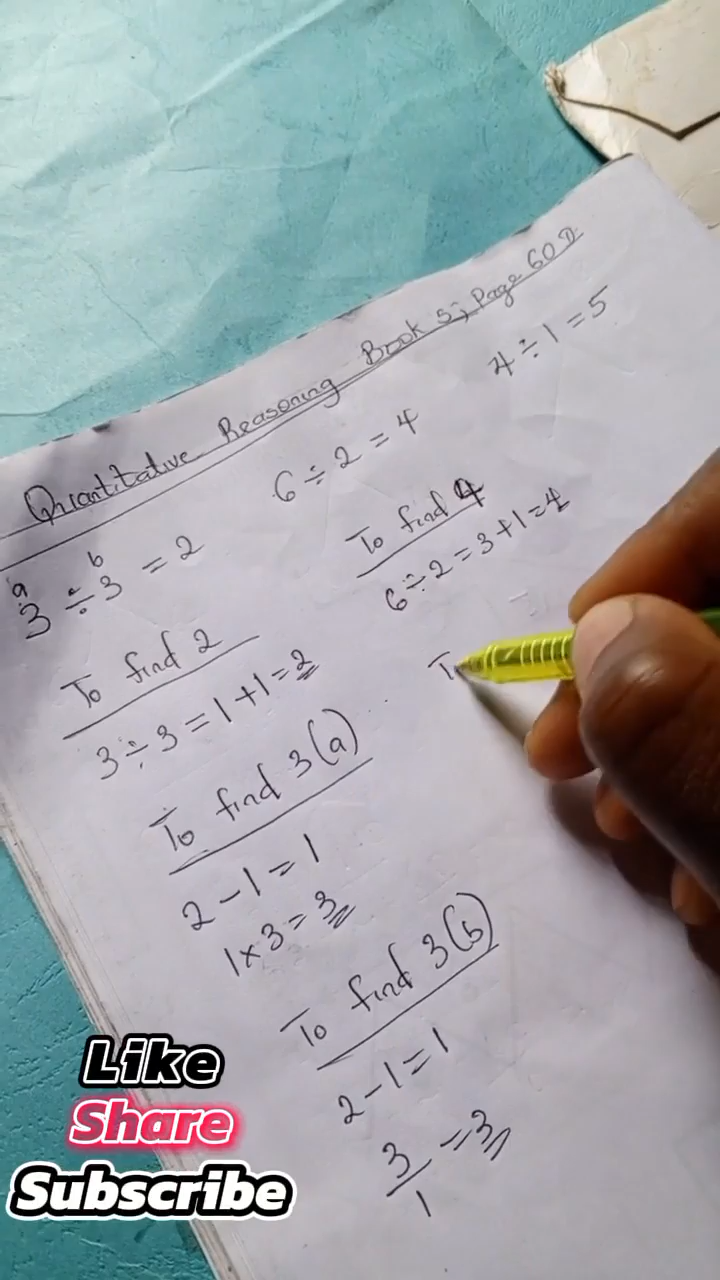 Quantitative Reasoning Book 5; Page 60 D
a b
3 ÷ 3 = 2
6 ÷ 2 = 4
4 ÷ 1 = 5
To find 2
3 ÷ 3 = 1 + 1 = 2
To find 3(a)
2 - 1 = 1
1 x 3 = 3
To find 3(b)
2 - 1 = 1
3/1 = 3
To find 4
6 ÷ 2 = 3 + 1 = 4
Like
Share
Subscribe